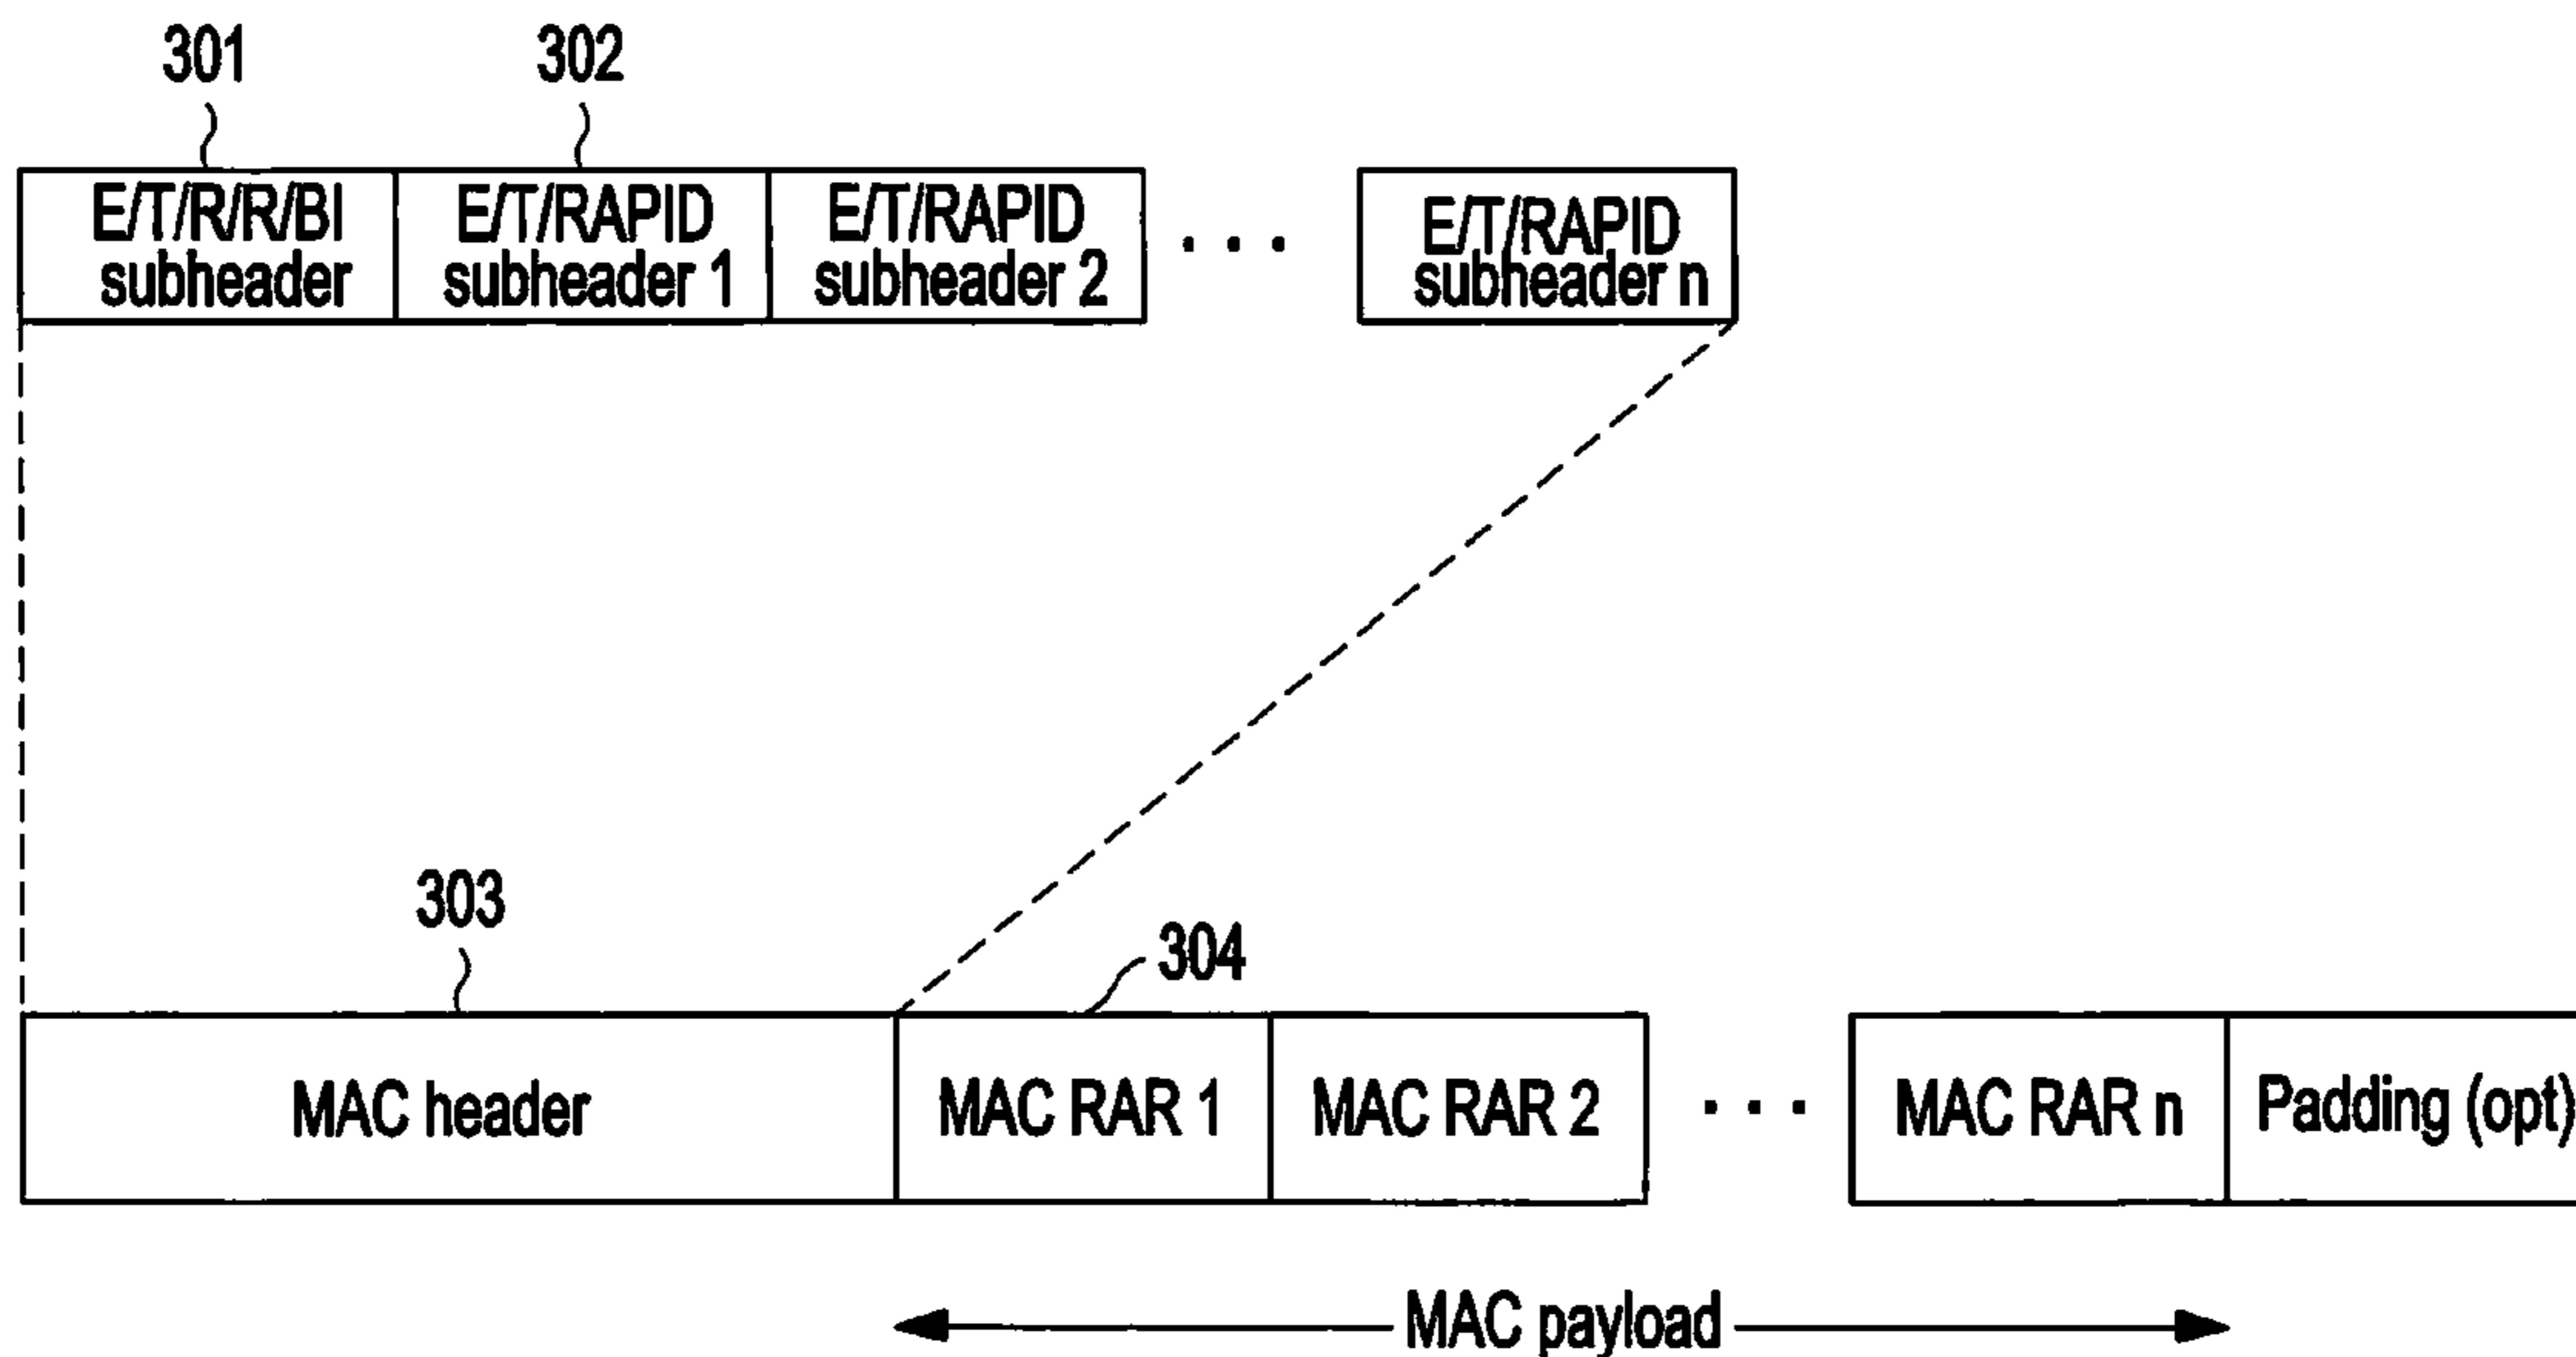 301
302
E/T/R/R/BI
subheader
E/T/RAPID
subheader 1
E/T/RAPID
subheader 2
...
E/T/RAPID
subheader n
303
304
MAC header
MAC RAR 1
MAC RAR 2
...
MAC RAR n
Padding (opt)
MAC payload